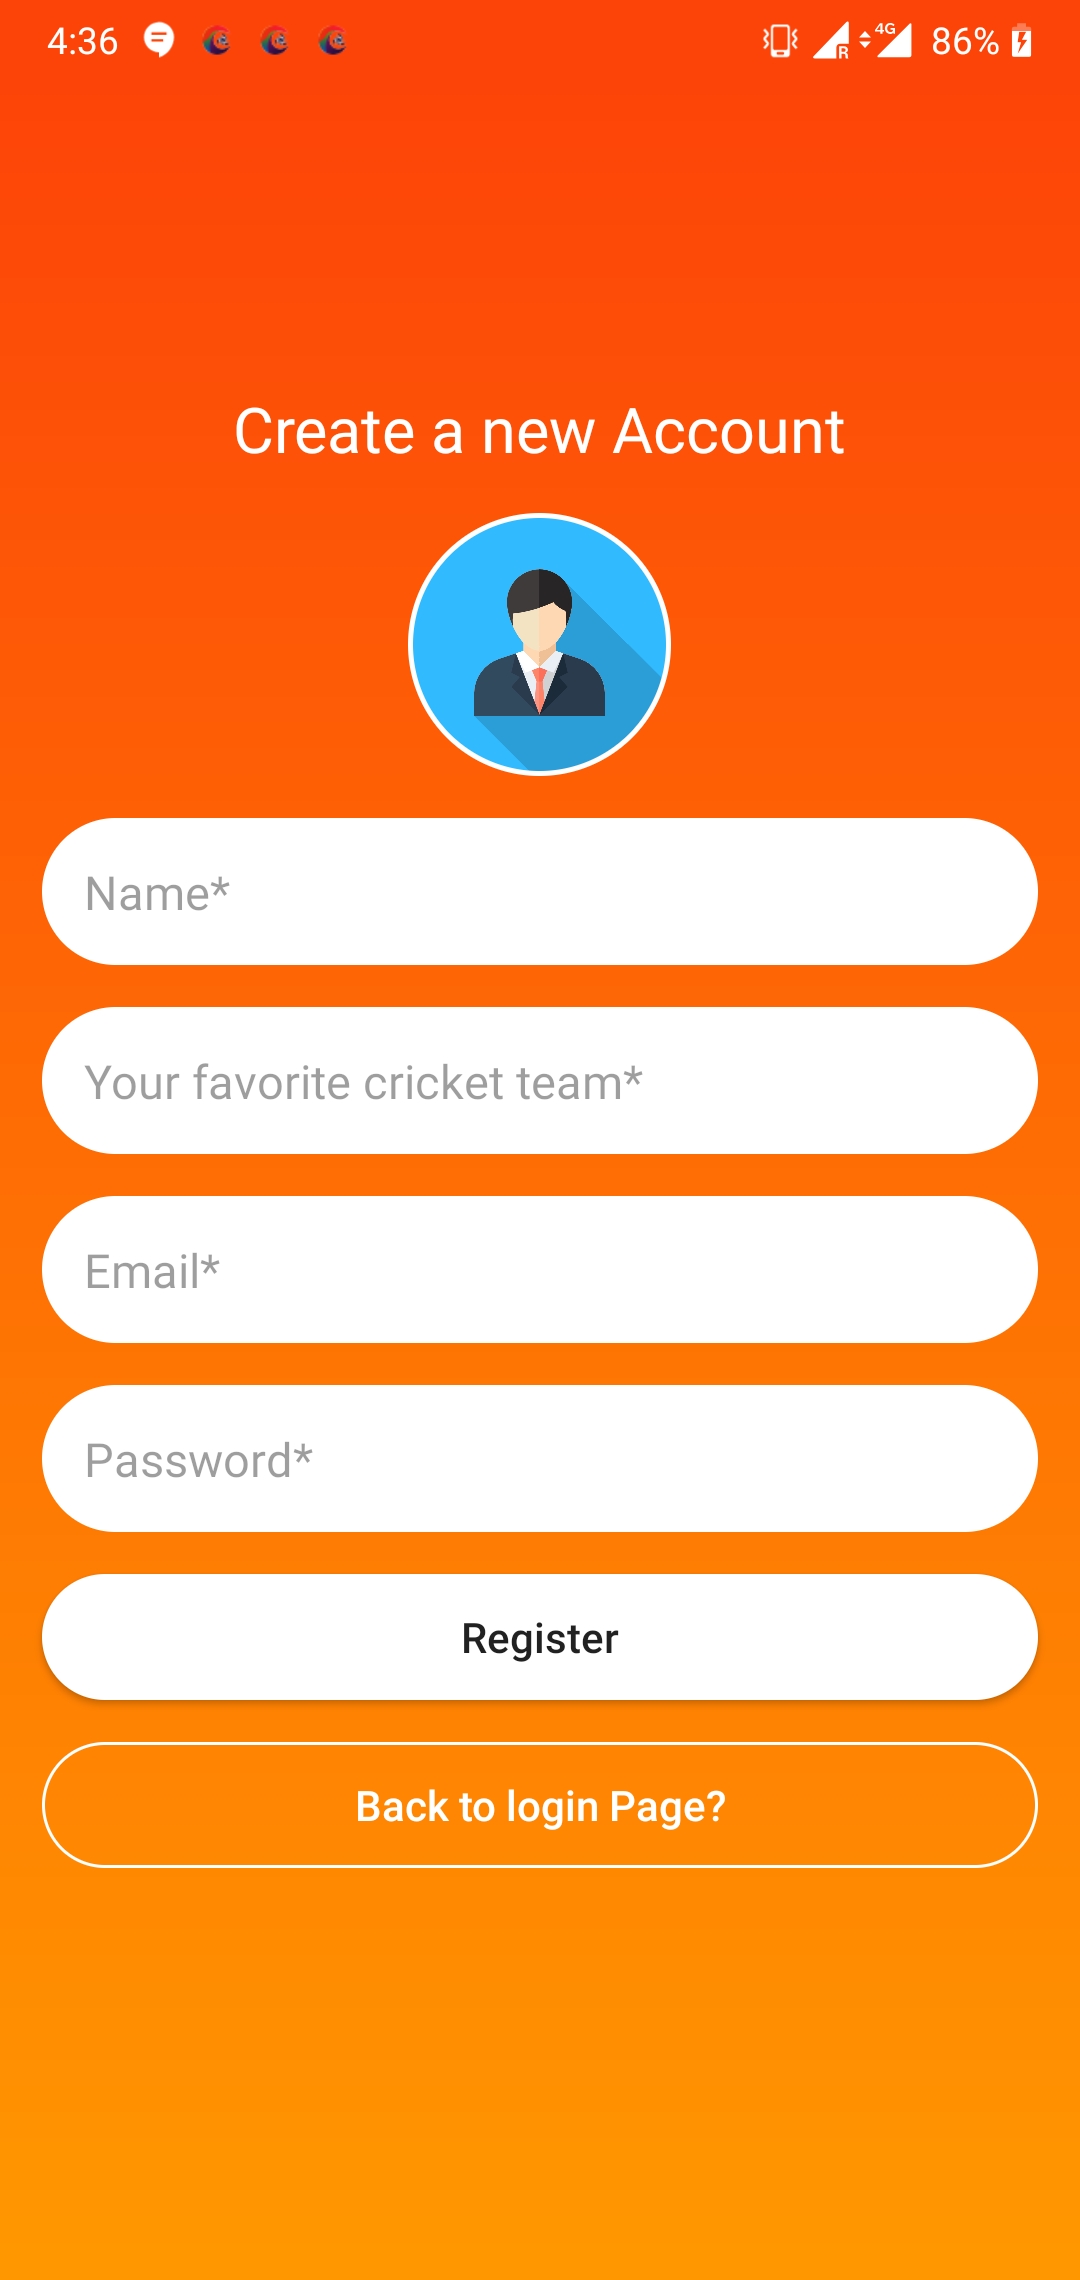 4:36 R 4G 86%
Create a new Account
Name*
Your favorite cricket team*
Email*
Password*
Register
Back to login Page?